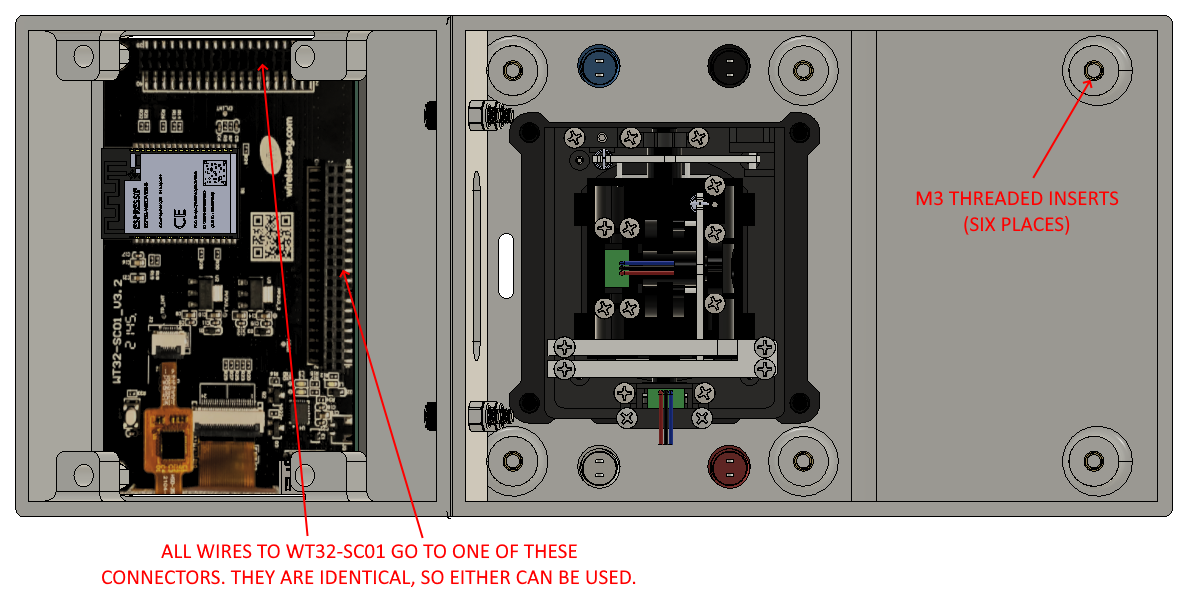 wireless-tag.com
ESPRESSIF
CE
WT32-SC01_V3.2
2145.
M3 THREADED INSERTS
(SIX PLACES)
ALL WIRES TO WT32-SC01 GO TO ONE OF THESE
CONNECTORS. THEY ARE IDENTICAL, SO EITHER CAN BE USED.